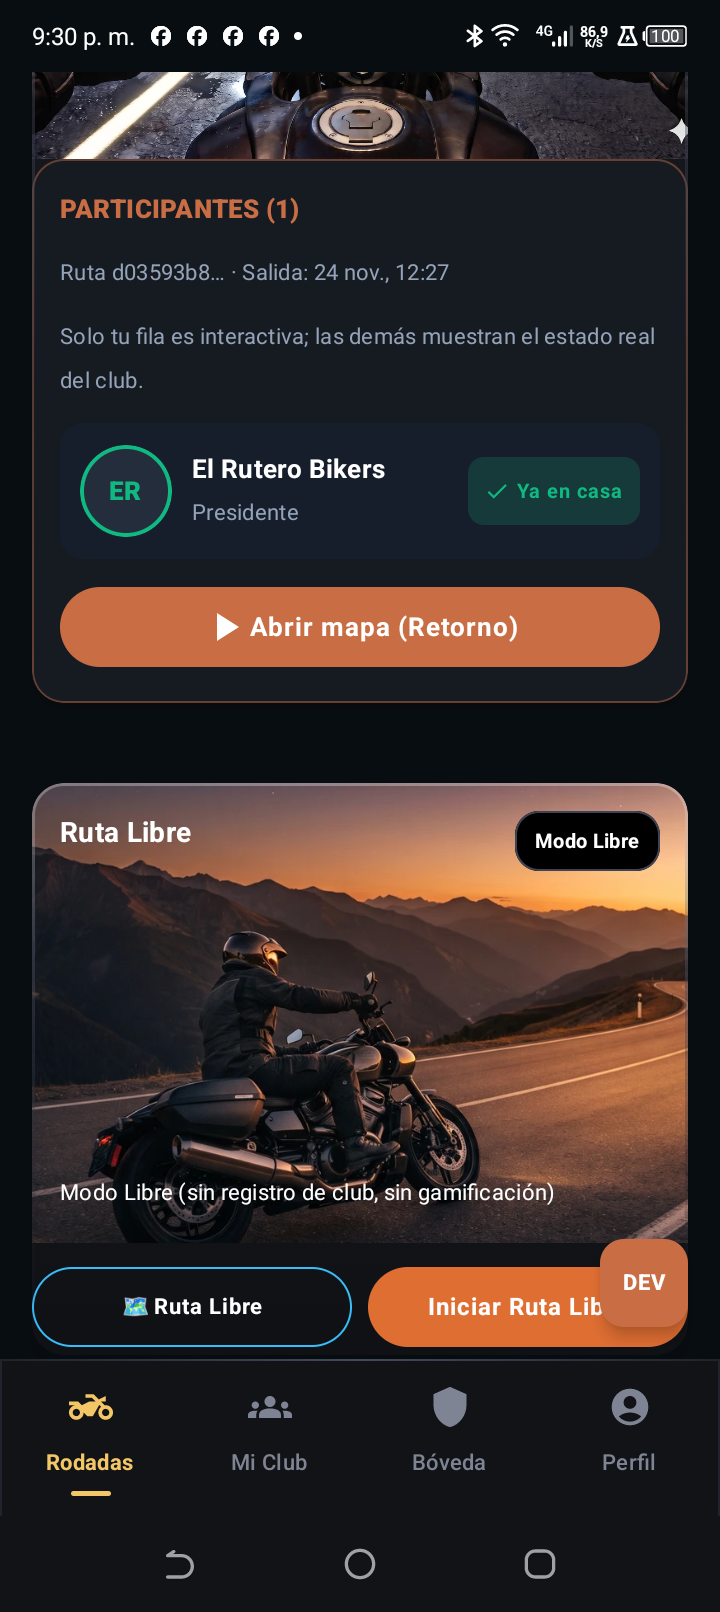 9:30 p. m.
4G 86,9 K/S 100
PARTICIPANTES (1)
Ruta d03593b8… · Salida: 24 nov., 12:27
Solo tu fila es interactiva; las demás muestran el estado real
del club.
ER
El Rutero Bikers
Presidente
Ya en casa
Abrir mapa (Retorno)
Ruta Libre
Modo Libre
Modo Libre (sin registro de club, sin gamificación)
Ruta Libre
Iniciar Ruta Lib
DEV
Rodadas
Mi Club
Bóveda
Perfil